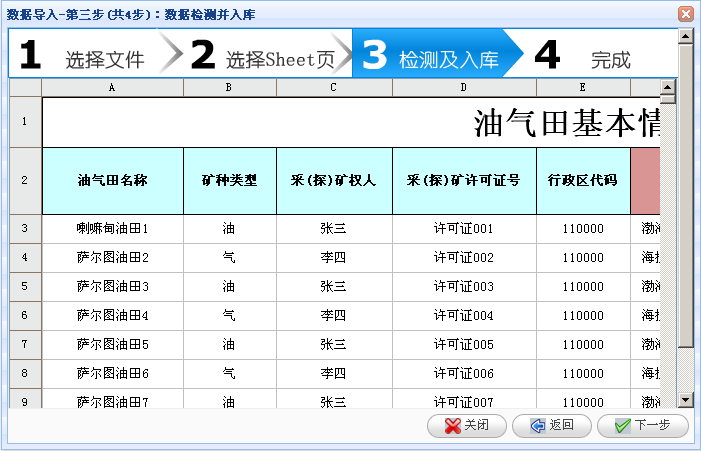 数据导入-第三步(共4步)：数据检测并入库
1 选择文件 2 选择Sheet页 3 检测及入库 4 完成
A B C D E
1 油气田基本情
2 油气田名称 矿种类型 采(探)矿权人 采(探)矿许可证号 行政区代码
3 喇嘛甸油田1 油 张三 许可证001 110000 渤海
4 萨尔图油田2 气 李四 许可证002 110000 海拉
5 萨尔图油田3 油 张三 许可证003 110000 渤海
6 萨尔图油田4 气 李四 许可证004 110000 海拉
7 萨尔图油田5 油 张三 许可证005 110000 渤海
8 萨尔图油田6 气 李四 许可证006 110000 海拉
9 萨尔图油田7 油 张三 许可证007 110000 渤海
关闭 返回 下一步